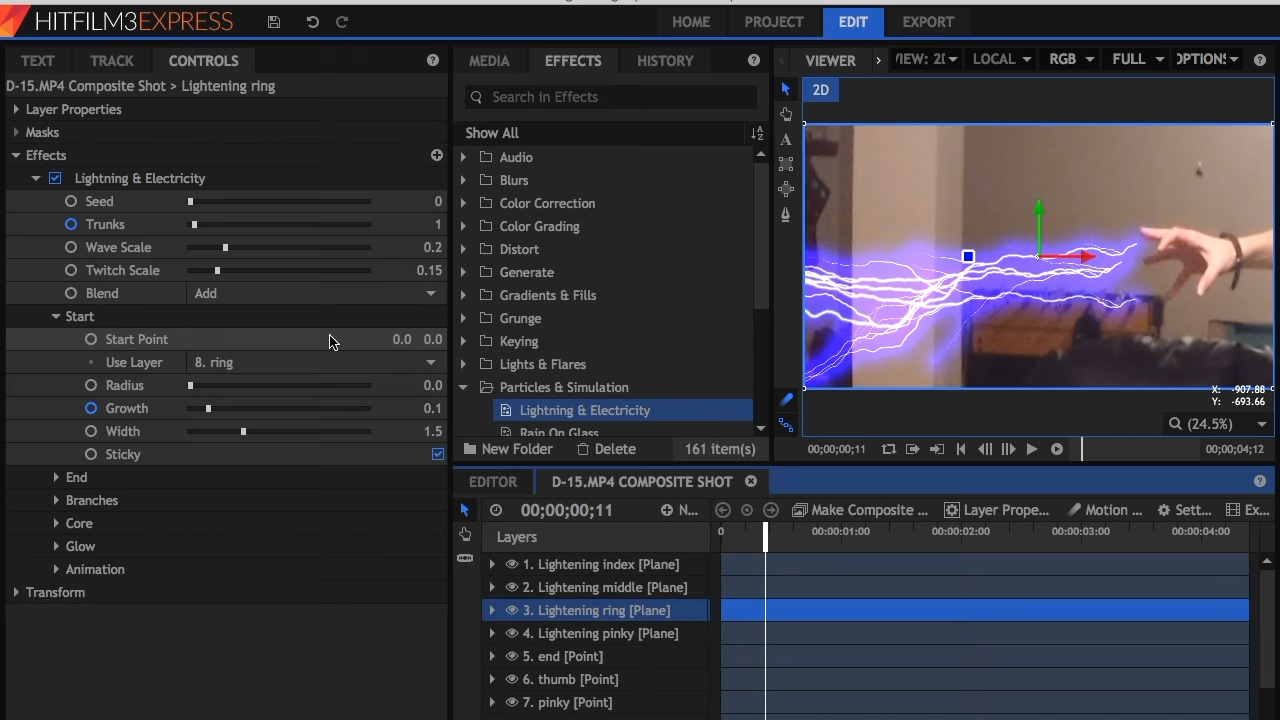 HITFILM3EXPRESS
HOME PROJECT EDIT EXPORT
TEXT TRACK CONTROLS
D-15.MP4 Composite Shot > Lightening ring
Layer Properties
Masks
Effects
Lightning & Electricity
Seed 0
Trunks 1
Wave Scale 0.2
Twitch Scale 0.15
Blend Add
Start
Start Point 0.0 0.0
Use Layer 8. ring
Radius 0.0
Growth 0.1
Width 1.5
Sticky
End
Branches
Core
Glow
Animation
Transform
MEDIA EFFECTS HISTORY
Search in Effects
Show All
Audio
Blurs
Color Correction
Color Grading
Distort
Generate
Gradients & Fills
Grunge
Keying
Lights & Flares
Particles & Simulation
Lightning & Electricity
Rain On Glass
New Folder Delete 161 item(s)
VIEWER LOCAL RGB FULL
2D
X: -907.88
Y: -693.66
(24.5%)
00;00;00;11 00;00;04;12
EDITOR D-15.MP4 COMPOSITE SHOT
00;00;00;11 N... Make Composite ... Layer Prope... Motion ... Sett... Ex...
Layers
0 00:00:01:00 00:00:02:00 00:00:03:00 00:00:04:00
1. Lightening index [Plane]
2. Lightening middle [Plane]
3. Lightening ring [Plane]
4. Lightening pinky [Plane]
5. end [Point]
6. thumb [Point]
7. pinky [Point]